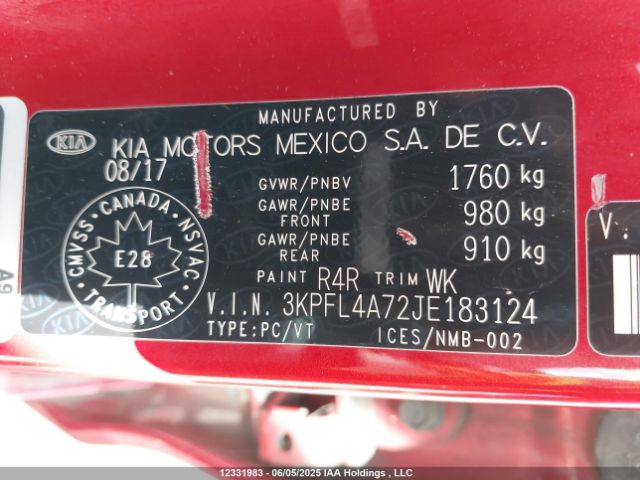 MANUFACTURED BY
KIA KIA MOTORS MEXICO S.A. DE C.V.
08/17
GVWR/PNBV 1760 kg
GAWR/PNBE FRONT 980 kg
GAWR/PNBE REAR 910 kg
CMVSS · CANADA · NSVAC
E28
TRANSPORT
PAINT R4R TRIM WK
V.I.N. 3KPFL4A72JE183124
TYPE:PC/VT ICES/NMB-002
A9
V.
12331983 - 06/05/2025 IAA Holdings , LLC